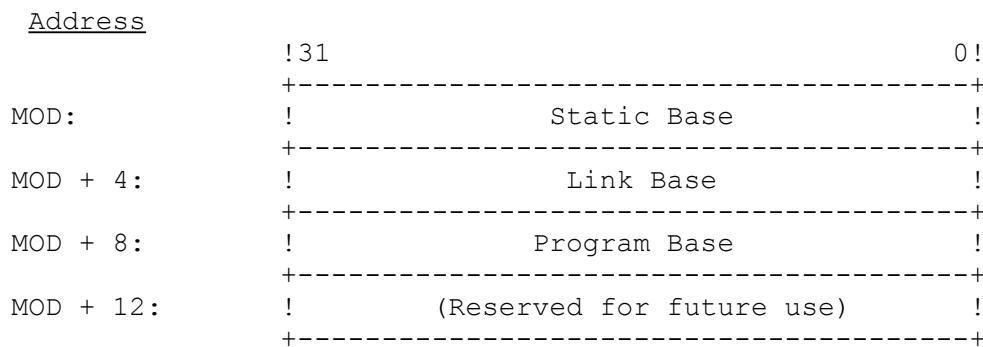 Address
!31 0!
+-----------------------------------------+
MOD: ! Static Base !
+-----------------------------------------+
MOD + 4: ! Link Base !
+-----------------------------------------+
MOD + 8: ! Program Base !
+-----------------------------------------+
MOD + 12: ! (Reserved for future use) !
+-----------------------------------------+